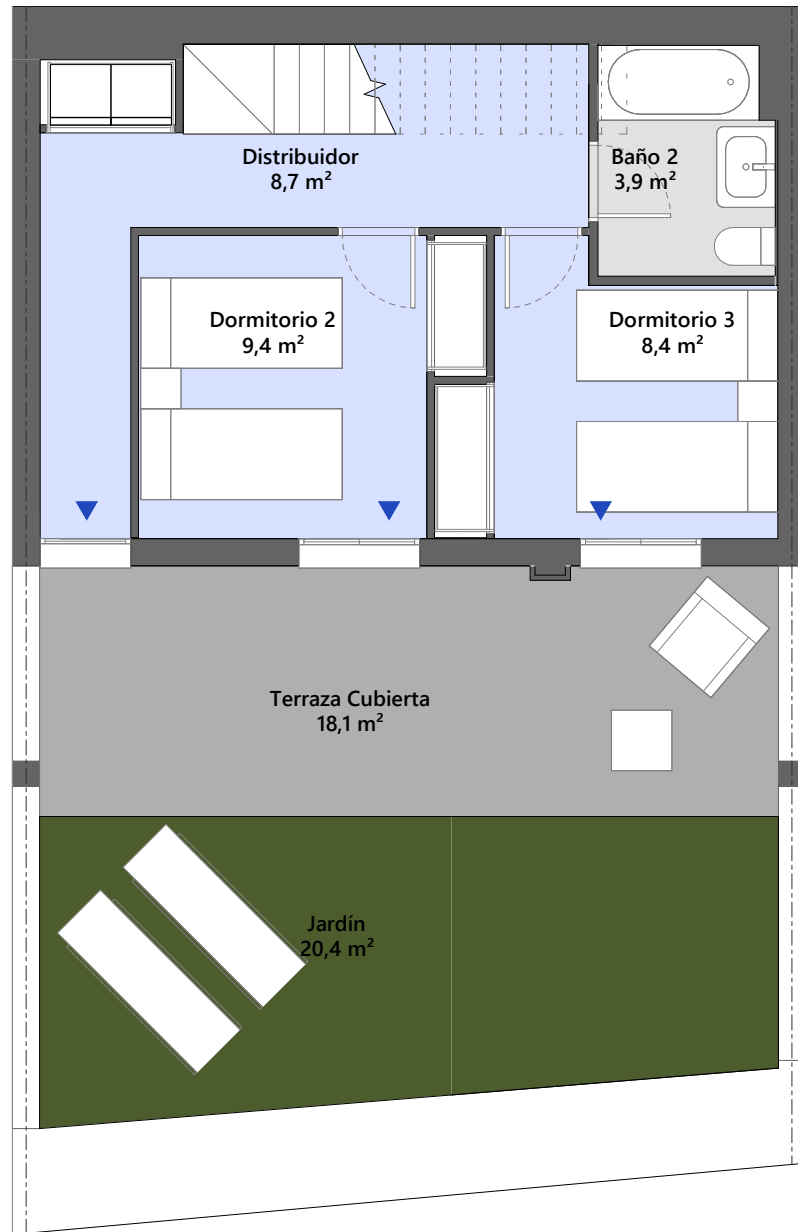 Distribuidor
8,7 m²
Baño 2
3,9 m²
Dormitorio 2
9,4 m²
Dormitorio 3
8,4 m²
Terraza Cubierta
18,1 m²
Jardín
20,4 m²